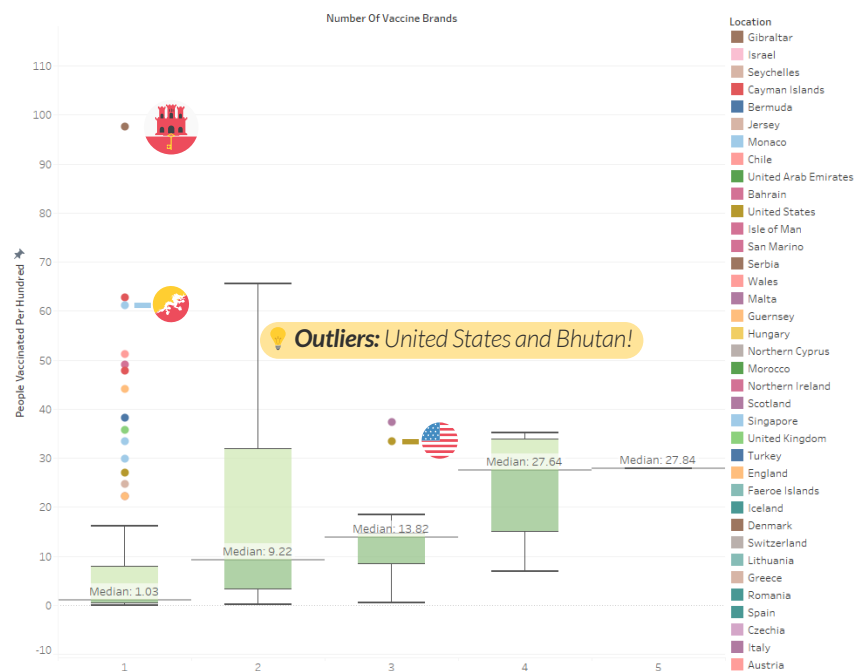 Number Of Vaccine Brands
People Vaccinated Per Hundred
110
100
90
80
70
60
50
40
30
20
10
0
-10
Outliers: United States and Bhutan!
Median: 1.03
Median: 9.22
Median: 13.82
Median: 27.64
Median: 27.84
1
2
3
4
5
Location
Gibraltar
Israel
Seychelles
Cayman Islands
Bermuda
Jersey
Monaco
Chile
United Arab Emirates
Bahrain
United States
Isle of Man
San Marino
Serbia
Wales
Malta
Guernsey
Hungary
Northern Cyprus
Morocco
Northern Ireland
Scotland
Singapore
United Kingdom
Turkey
England
Faeroe Islands
Iceland
Denmark
Switzerland
Lithuania
Greece
Romania
Spain
Czechia
Italy
Austria